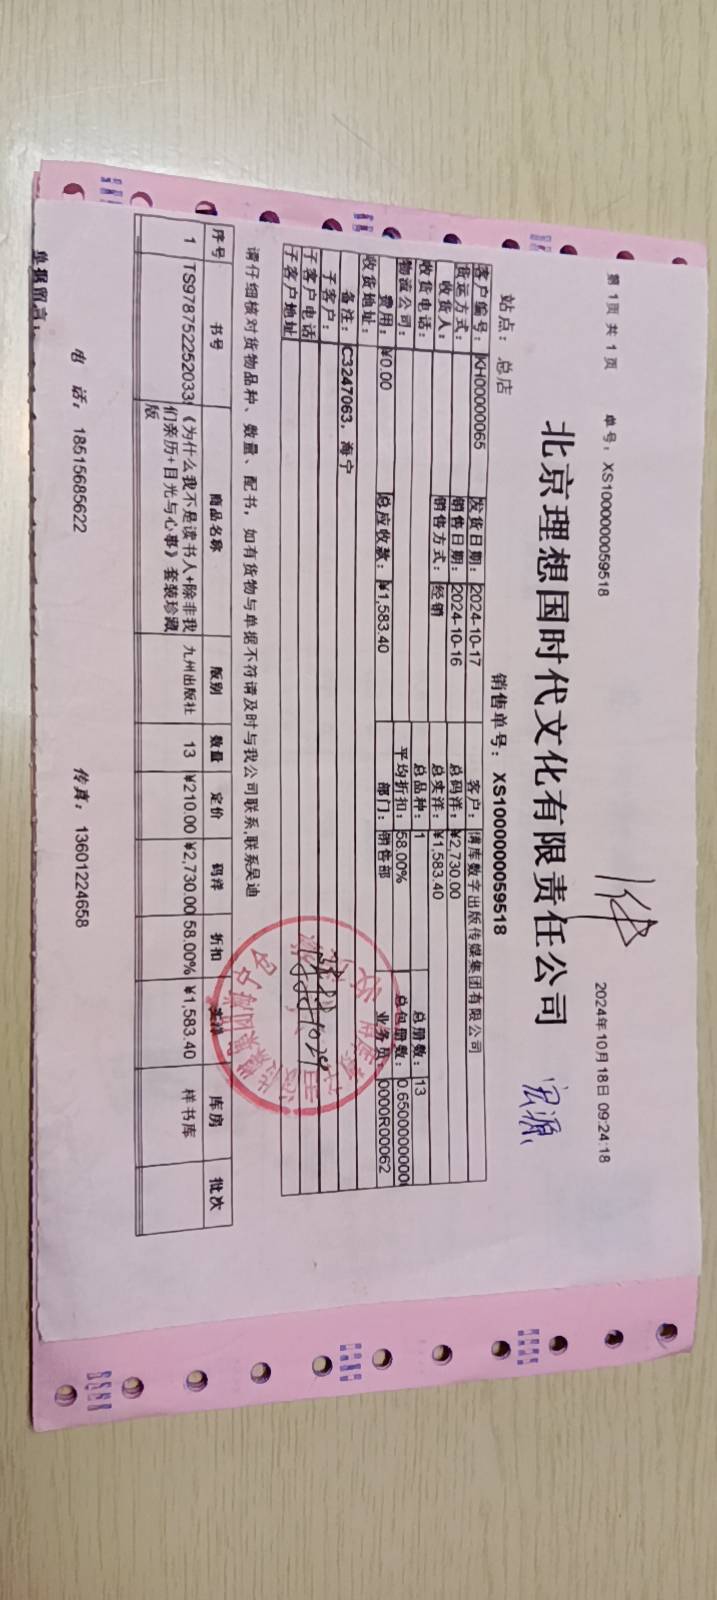 第 1 页 共 1 页 单号：XS1000000059518 2024年10月18日 09:24:18
北京理想国时代文化有限责任公司
宏源
站点： 总店 销售单号： XS1000000059518
客户编号： KH00000065 发货日期： 2024-10-17 客户： 博库数字出版传媒集团有限公司
货运方式： 销售日期： 2024-10-16 总码洋： ¥2,730.00
收货人： 销售方式： 经销 总实洋： ¥1,583.40
收货电话： 总品种： 1 总册数： 13
物流公司： 平均折扣： 58.00% 总包册数： 0.6500000000
费用： ¥0.00 总应收款： ¥1,583.40 部门： 销售部 业务员： 0000R00062
收货地址：
备注： C3247063，海宁
子客户：
子客户电话
子客户地址
请仔细核对货物品种、数量、配书，如有货物与单据不符请及时与我公司联系,联系吴迪
序号 书号 商品名称 版别 数量 定价 码洋 折扣 实洋 库房 批次
1 TS978752252033 《为什么我不是读书人+除非我 九州出版社 13 ¥210.00 ¥2,730.00 58.00% ¥1,583.40 样书库
们亲历+目光与心事》套装珍藏
版
电 话： 18515685622 传真： 13601224658
单据留言：